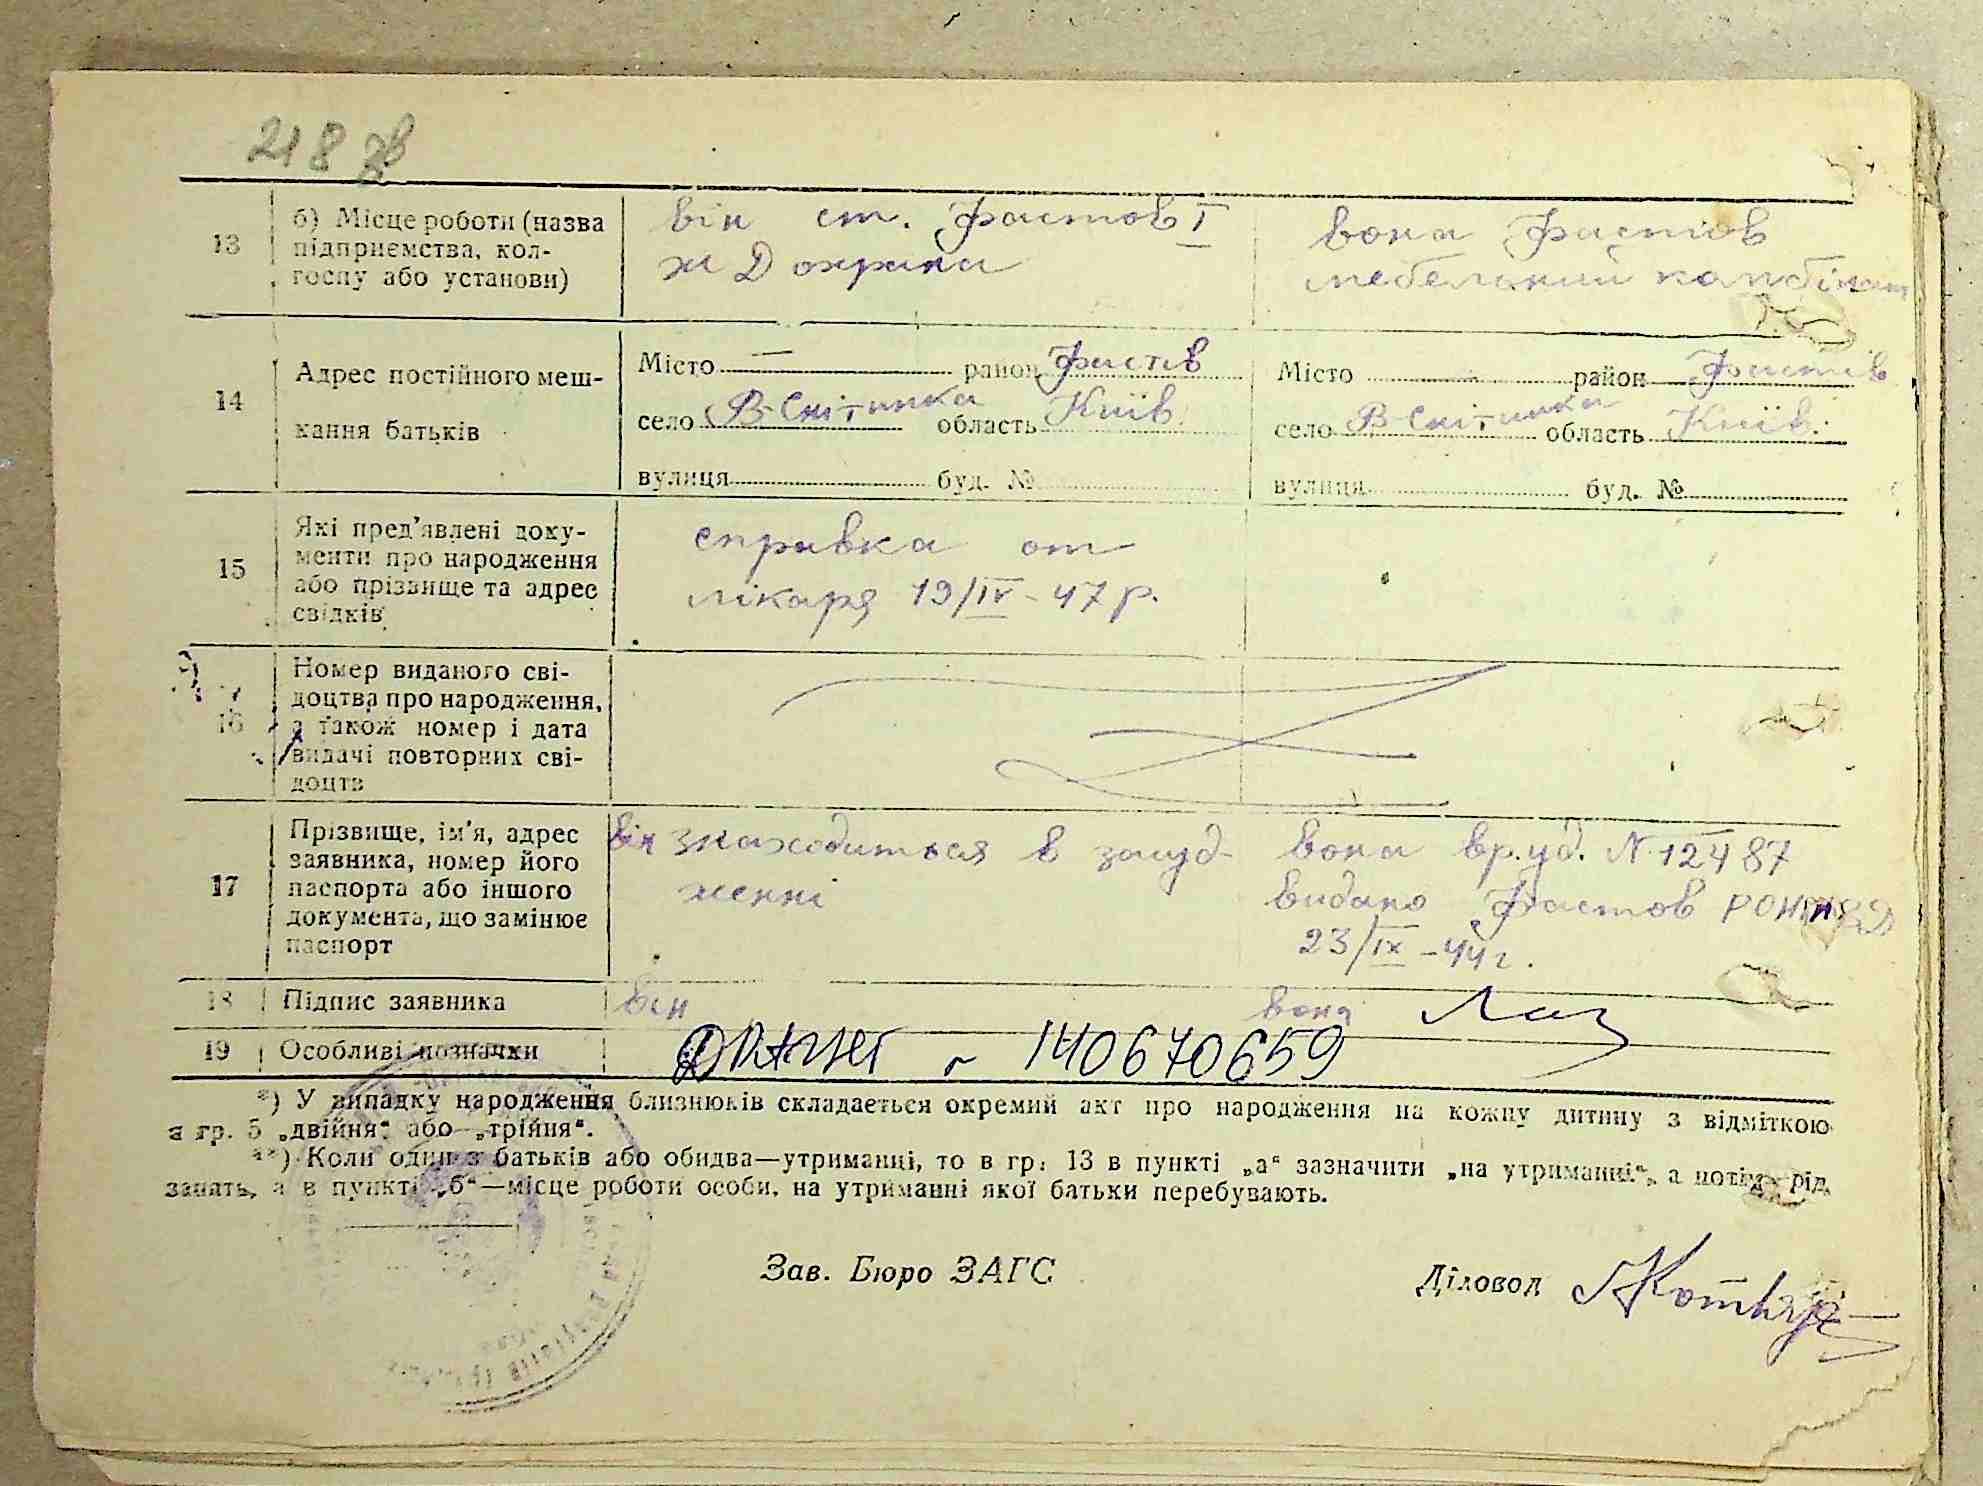 218 зв
13 б) Місце роботи (назва підприємства, колгоспу або установи)
він ст. Фастов I
ж Д охрана
вона Фастів
мебельний комбінат
14 Адрес постійного мешкання батьків
Місто — район Фастів
село В-Снітинка область Київ.
вулиця буд. №
Місто — район Фастів
село В-Снітинка область Київ.
вулиця буд. №
15 Які пред'явлені документи про народження або прізвище та адрес свідків
справка от
лікаря 19/IV-47 р.
16 Номер виданого свідоцтва про народження, а також номер і дата видачі повторних свідоцтв
17 Прізвище, ім'я, адрес заявника, номер його паспорта або іншого документа, що замінює паспорт
він знаходиться в засуд-
женні
вона вр.уд. N 12487
видано Фастов
23/IX-44 г.
18 Підпис заявника
він
вона
19 Особливі позначки
140670659
*) У випадку народження близнюків складається окремий акт про народження на кожну дитину з відміткою
в гр. 5 „двійня“ або „трійня“.
**) Коли один з батьків або обидва—утриманці, то в гр. 13 в пункті „а“ зазначити „на утриманні“, а потім рід
занять, а в пункті „б“—місце роботи особи, на утриманні якої батьки перебувають.
Зав. Бюро ЗАГС
Діловод